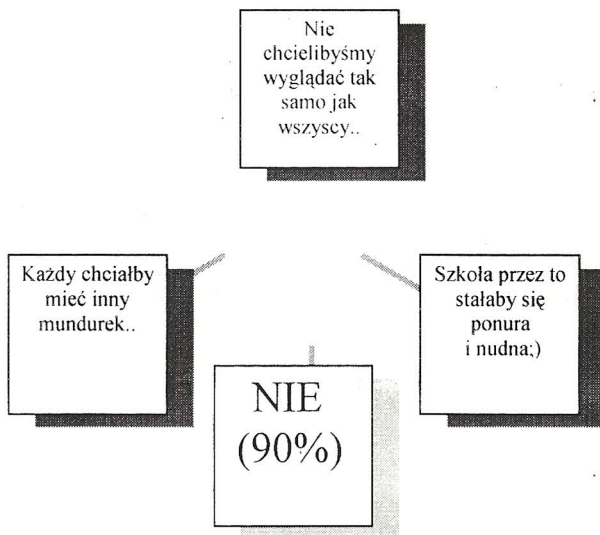 Nie
chcielibyśmy
wyglądać tak
samo jak
wszyscy..
Każdy chciałby
mieć inny
mundurek..
Szkoła przez to
stałaby się
ponura
i nudna;)
NIE
(90%)